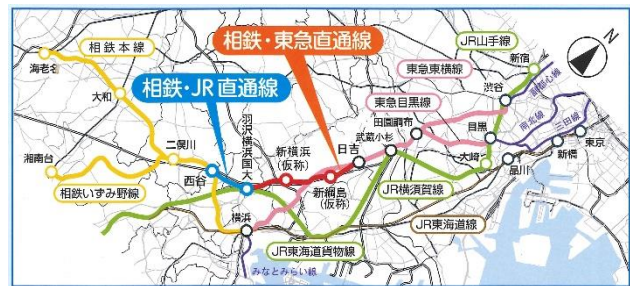 相鉄・東急直通線
相鉄・JR直通線
相鉄本線
海老名
大和
二俣川
湘南台
相鉄いずみ野線
西谷
羽沢横浜国大
新横浜
（仮称）
新綱島
（仮称）
日吉
横浜
みなとみらい線
JR東海道貨物線
JR東海道線
JR横須賀線
武蔵小杉
田園調布
東急目黒線
東急東横線
JR山手線
新宿
渋谷
副都心線
目黒
南北線
三田線
大崎
品川
新橋
東京
N